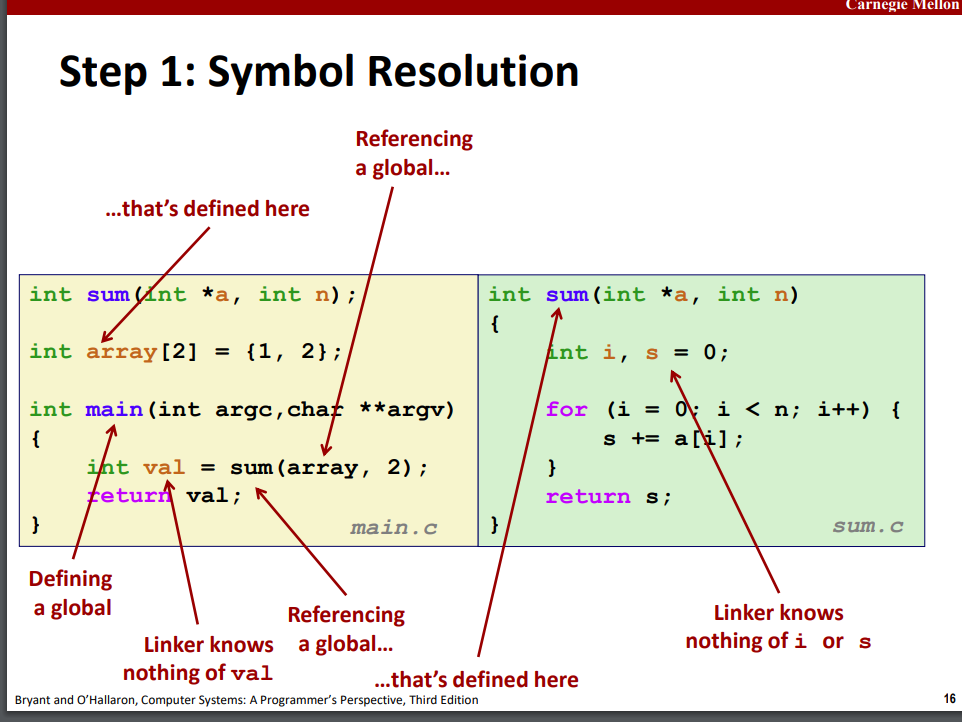 Carnegie Mellon
Step 1: Symbol Resolution
Referencing
a global…
…that’s defined here
int sum(int *a, int n);
int array[2] = {1, 2};
int main(int argc,char **argv)
{
int val = sum(array, 2);
return val;
}
main.c
int sum(int *a, int n)
{
int i, s = 0;
for (i = 0; i < n; i++) {
s += a[i];
}
return s;
}
sum.c
Defining
a global
Linker knows
nothing of val
Referencing
a global…
…that’s defined here
Linker knows
nothing of i or s
Bryant and O’Hallaron, Computer Systems: A Programmer’s Perspective, Third Edition
16